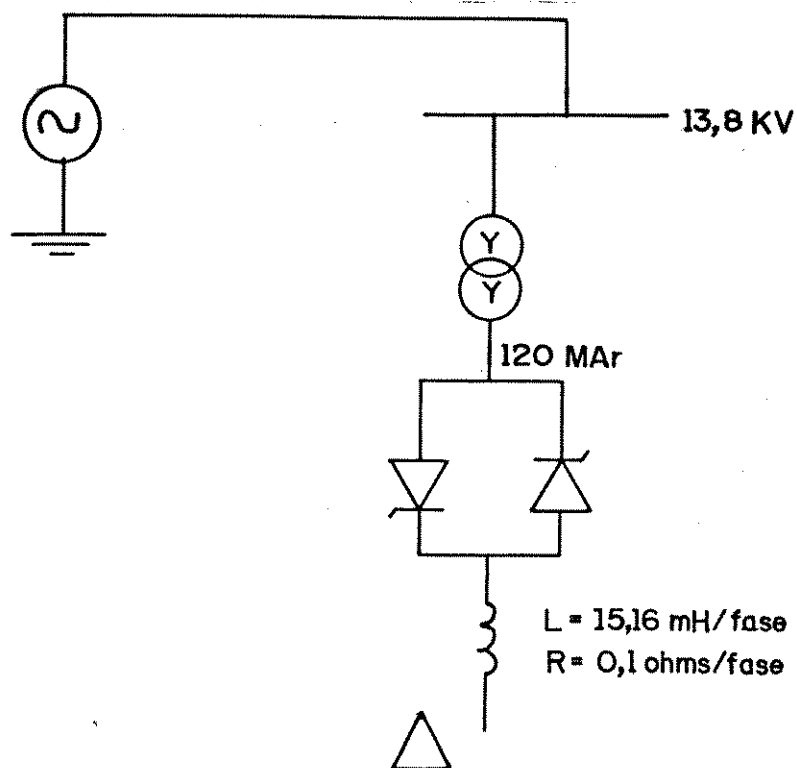 13,8 KV
Y
Y
120 MAr
L = 15,16 mH/fase
R = 0,1 ohms/fase